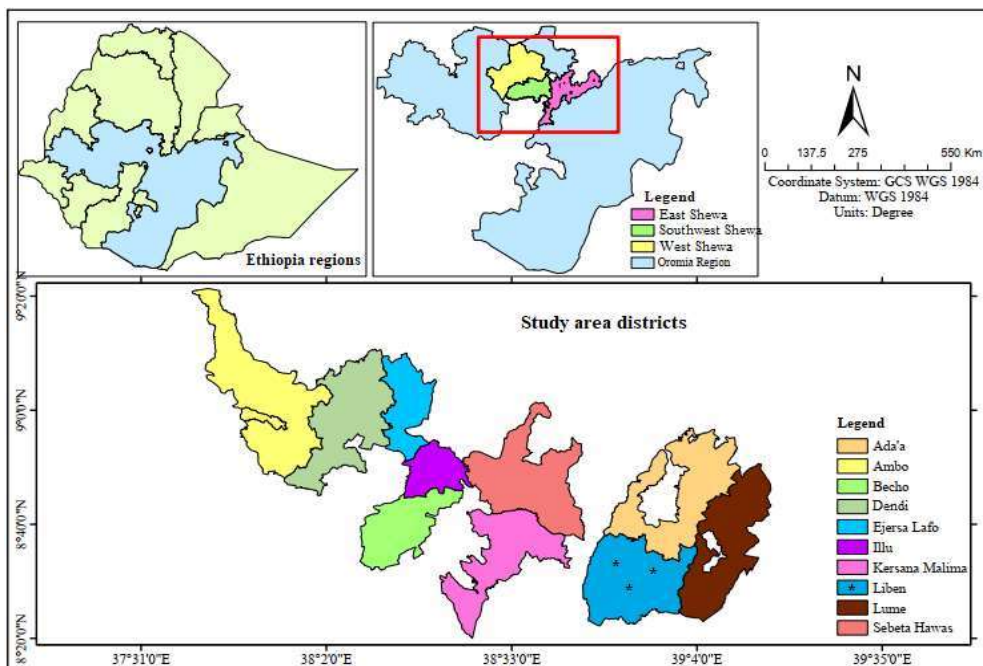 Ethiopia regions
Legend
East Shewa
Southwest Shewa
West Shewa
Oromia Region
N
0 137.5 275 550 Km
Coordinate System: GCS WGS 1984
Datum: WGS 1984
Units: Degree
Study area districts
9°20'0"N
9°0'0"N
8°40'0"N
8°20'0"N
Legend
Ada'a
Ambo
Becho
Dendi
Ejersa Lafo
Illu
Kersana Malima
Liben
Lume
Sebeta Hawas
37°31'0"E
38°2'0"E
38°33'0"E
39°4'0"E
39°35'0"E